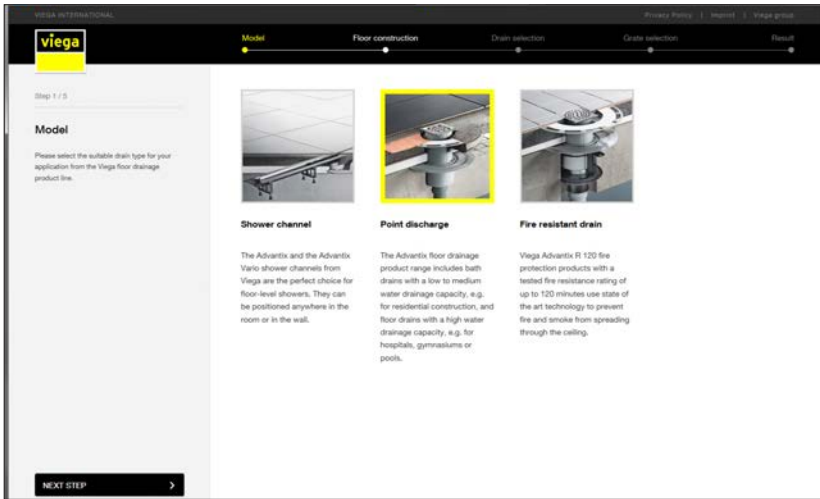 VIEGA INTERNATIONAL
Privacy Policy | Imprint | Viega group
viega
Model
Floor construction
Drain selection
Grate selection
Result
Step 1 / 5
Model
Please select the suitable drain type for your
application from the Viega floor drainage
product line.
Shower channel
The Advantix and the Advantix
Vario shower channels from
Viega are the perfect choice for
floor-level showers. They can
be positioned anywhere in the
room or in the wall.
Point discharge
The Advantix floor drainage
product range includes bath
drains with a low to medium
water drainage capacity, e.g.
for residential construction, and
floor drains with a high water
drainage capacity, e.g. for
hospitals, gymnasiums or
pools.
Fire resistant drain
Viega Advantix R 120 fire
protection products with a
tested fire resistance rating of
up to 120 minutes use state of
the art technology to prevent
fire and smoke from spreading
through the ceiling.
NEXT STEP